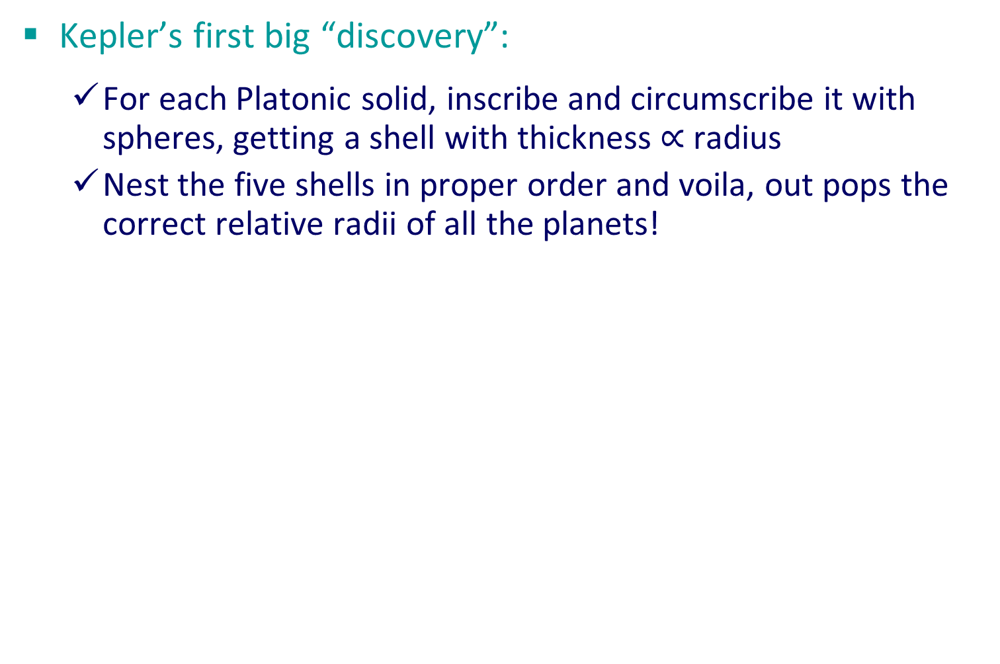 ▪ Kepler’s first big “discovery”:
✓For each Platonic solid, inscribe and circumscribe it with
spheres, getting a shell with thickness ∝ radius
✓Nest the five shells in proper order and voila, out pops the
correct relative radii of all the planets!